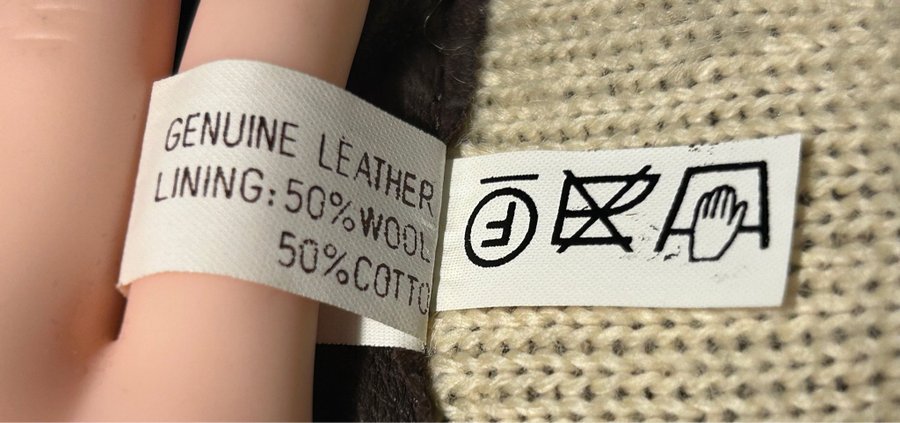 GENUINE LEATHER
LINING:50%WOOL
50%COTTO
F